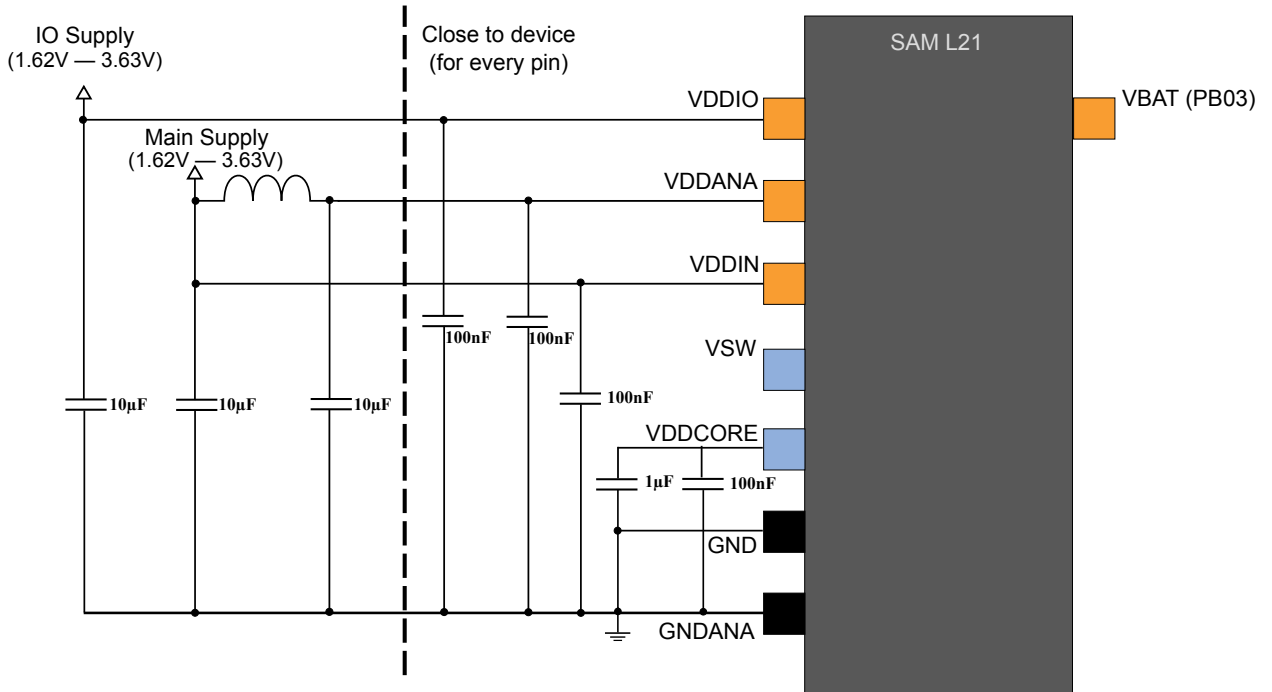 IO Supply
(1.62V — 3.63V)
Close to device
(for every pin)
SAM L21
VDDIO
VBAT (PB03)
Main Supply
(1.62V — 3.63V)
VDDANA
VDDIN
100nF
100nF
VSW
10µF
10µF
10µF
100nF
VDDCORE
1µF
100nF
GND
GNDANA